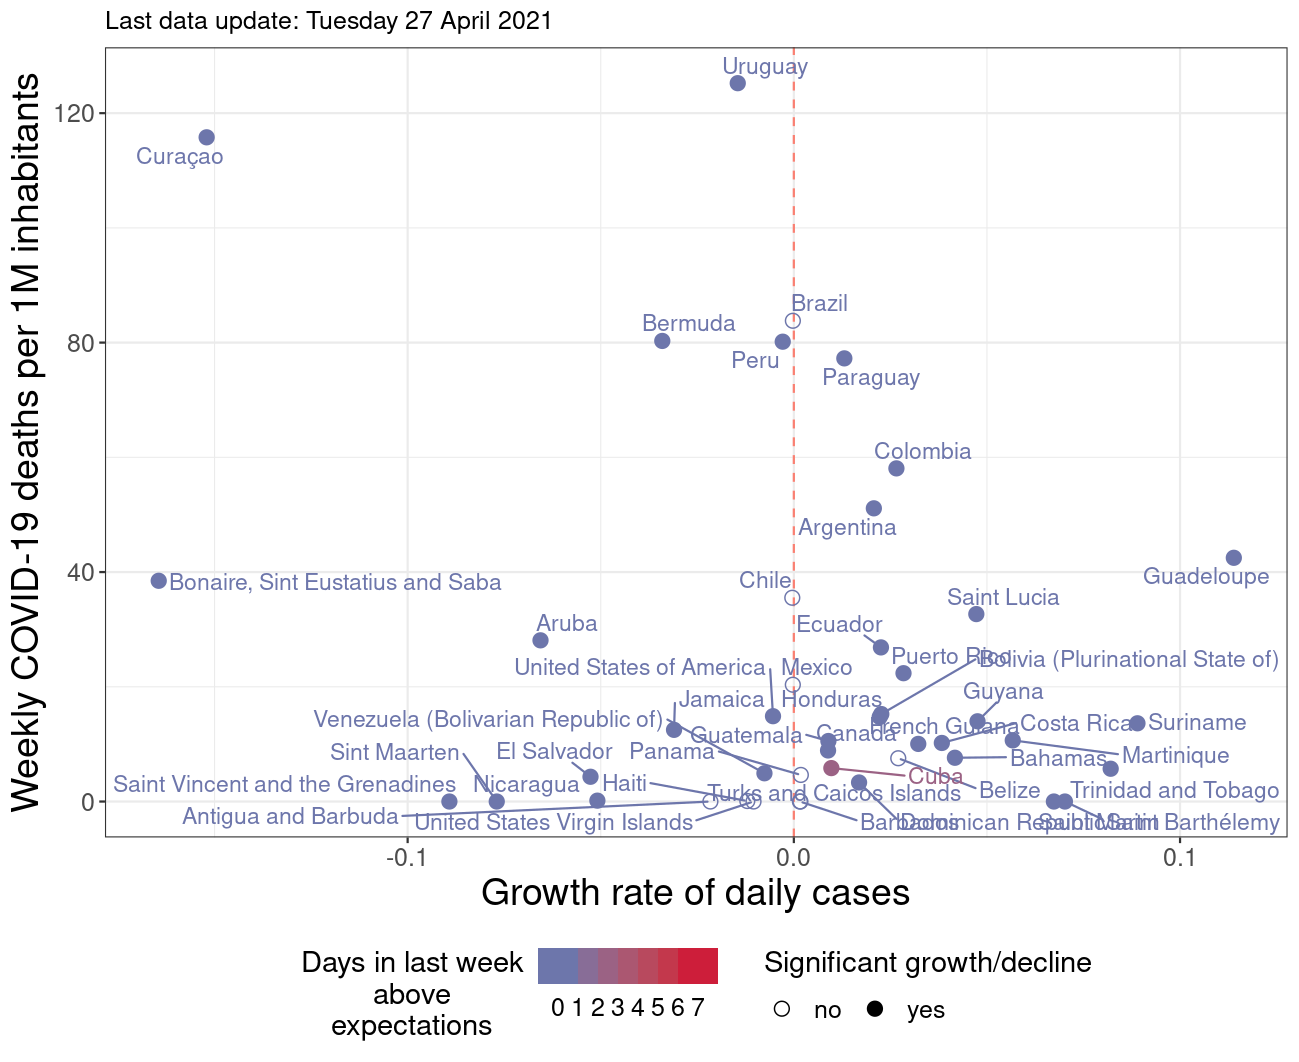 Last data update: Tuesday 27 April 2021
Weekly COVID-19 deaths per 1M inhabitants
120
80
40
0
Uruguay
Curaçao
Brazil
Bermuda
Peru
Paraguay
Colombia
Argentina
Guadeloupe
Chile
Bonaire, Sint Eustatius and Saba
Saint Lucia
Aruba
Ecuador
Puerto Rico
Bolivia (Plurinational State of)
United States of America
Mexico
Guyana
Jamaica
Honduras
Venezuela (Bolivarian Republic of)
French Guiana
Costa Rica
Suriname
Guatemala
Canada
Sint Maarten
El Salvador
Panama
Bahamas
Martinique
Cuba
Saint Vincent and the Grenadines
Nicaragua
Haiti
Turks and Caicos Islands
Belize
Trinidad and Tobago
Antigua and Barbuda
United States Virgin Islands
Barbados
Dominican Republic
Saint Martin
Saint Barthélemy
-0.1
0.0
0.1
Growth rate of daily cases
Days in last week
above
expectations
0 1 2 3 4 5 6 7
Significant growth/decline
no
yes